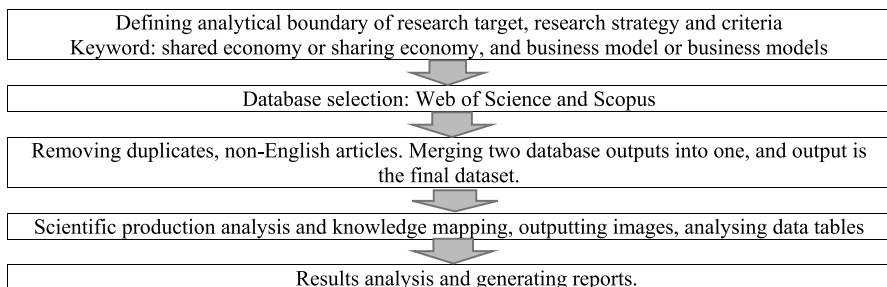 Defining analytical boundary of research target, research strategy and criteria
Keyword: shared economy or sharing economy, and business model or business models
Database selection: Web of Science and Scopus
Removing duplicates, non-English articles. Merging two database outputs into one, and output is
the final dataset.
Scientific production analysis and knowledge mapping, outputting images, analysing data tables
Results analysis and generating reports.